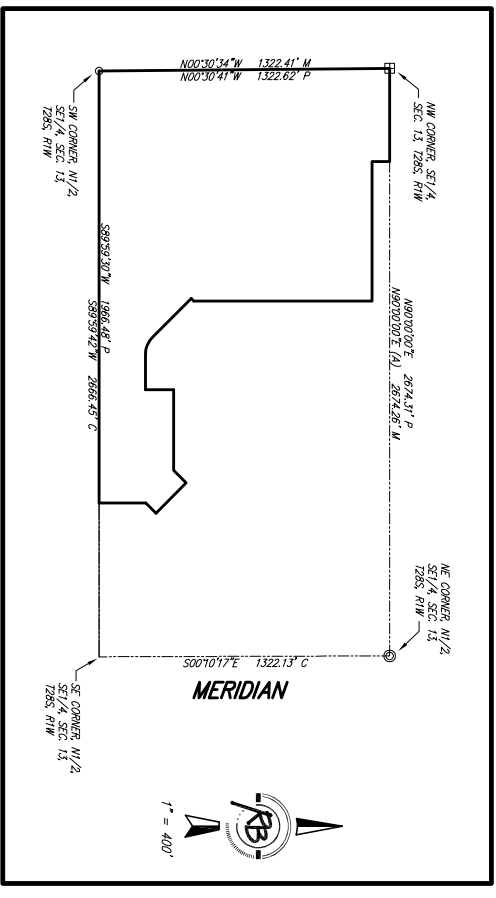 N00°30'34"W 1322.41' M
N00°30'41"W 1322.62' P
NW CORNER, SE1/4,
SEC. 13, T28S, R1W
SW CORNER, N1/2,
SE1/4, SEC. 13,
T28S, R1W
N90°00'00"E 2674.31' P
N90°00'00"E (A) 2674.26' M
S89°59'30"W 1966.48' P
S89°59'42"W 2666.45' C
NE CORNER, N1/2,
SE1/4, SEC. 13,
T28S, R1W
S00°10'17"E 1322.13' C
MERIDIAN
SE CORNER, N1/2,
SE1/4, SEC. 13,
T28S, R1W
RB
1" = 400'